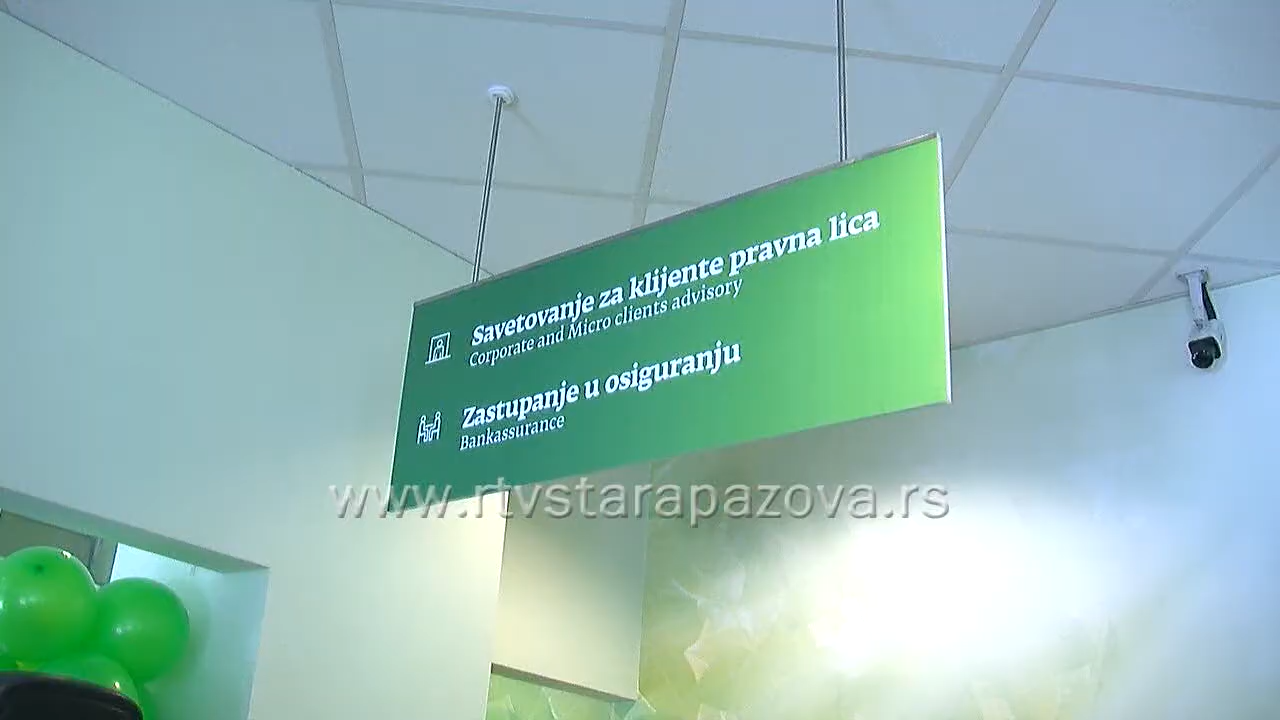 Savetovanje za klijente pravna lica
Corporate and Micro clients advisory
Zastupanje u osiguranju
Bankassurance
www.rtvstarapazova.rs